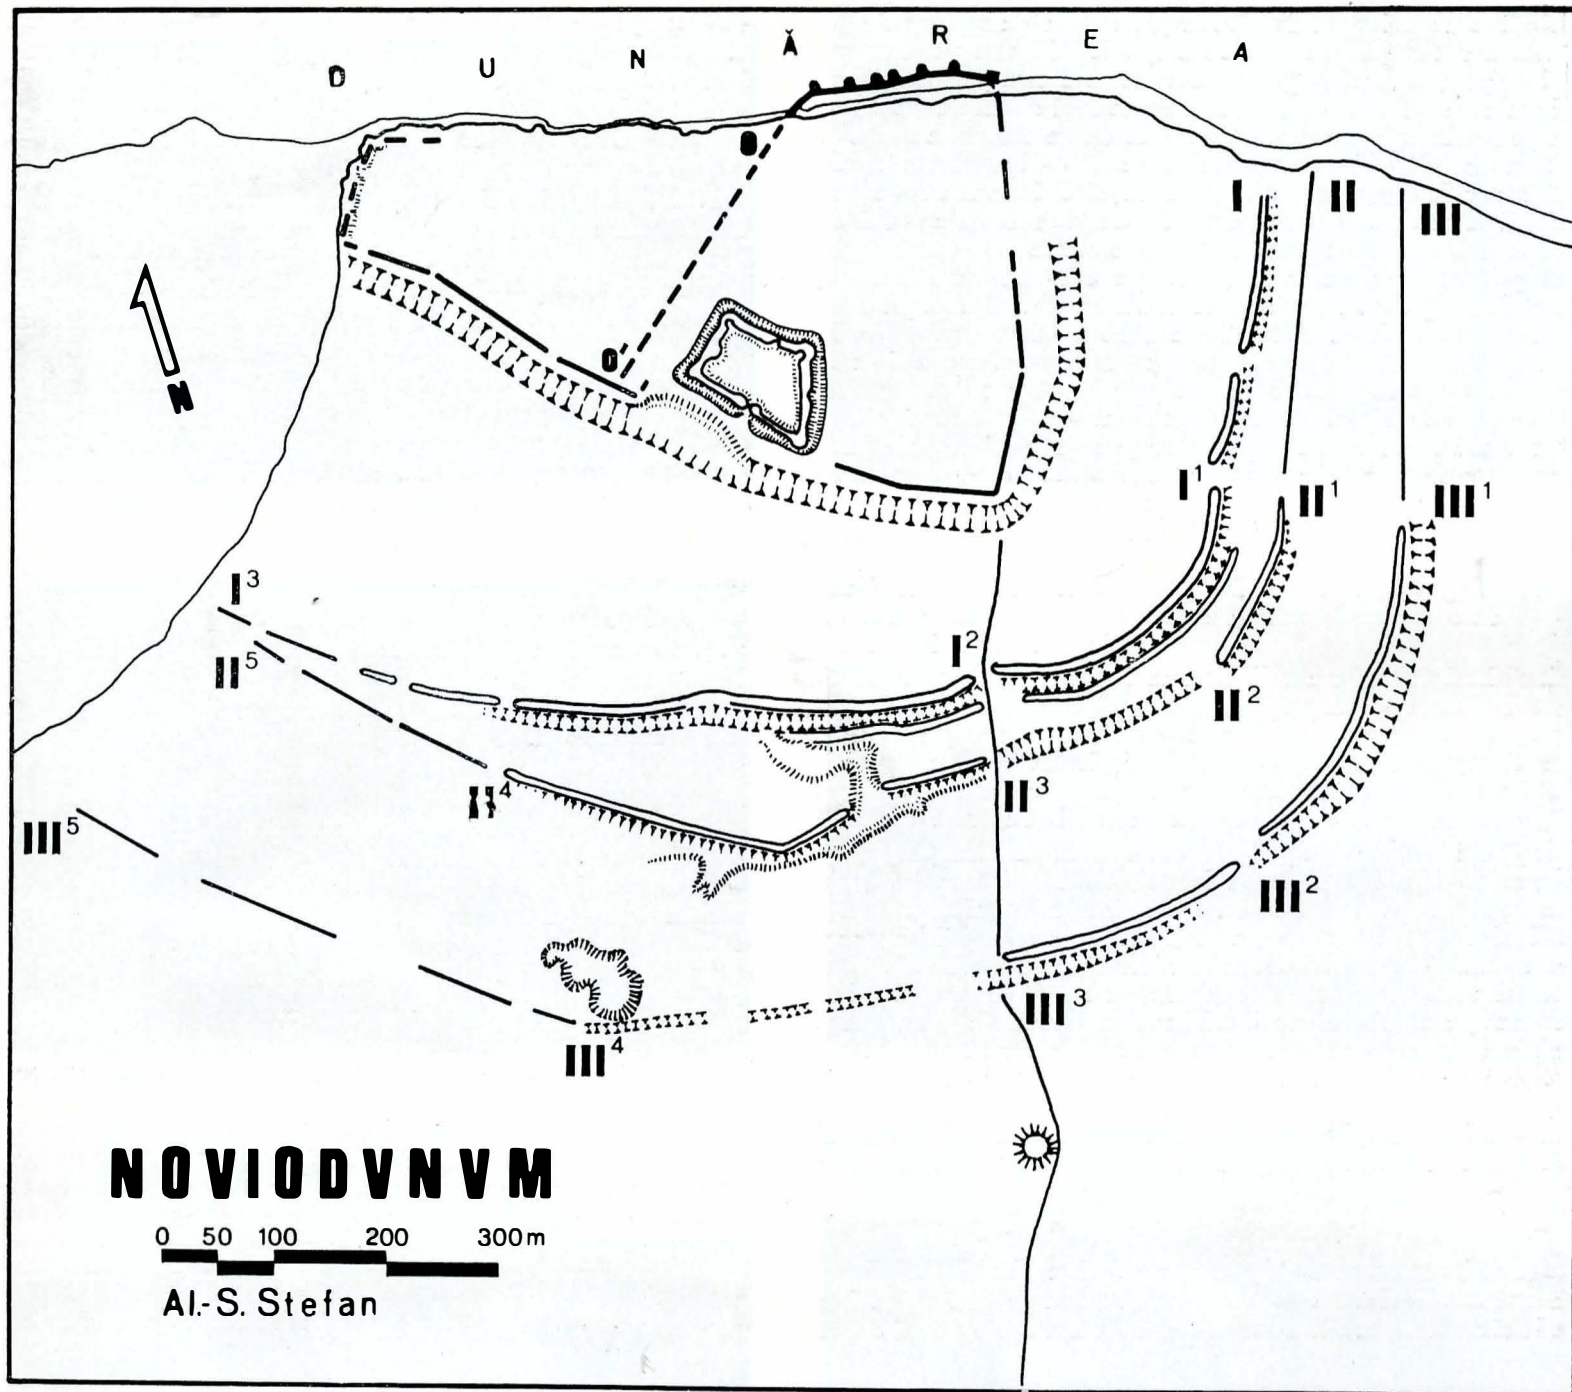 DUNĂREA
I II III
N
I¹ II¹ III¹
I³
I²
II⁵
II²
II⁴
II³
III⁵
III²
III³
III⁴
NOVIODVNVM
0 50 100 200 300m
Al.-S. Stefan